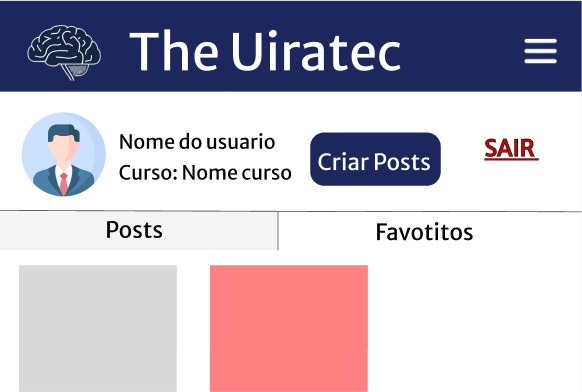 The Uiratec
Nome do usuario
Curso: Nome curso
Criar Posts
SAIR
Posts
Favotitos